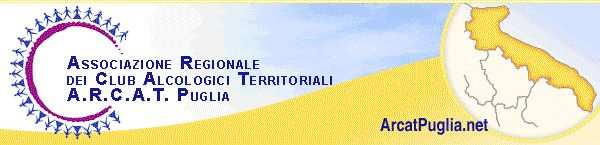 Associazione Regionale
dei Club Alcologici Territoriali
A.R.C.A.T. Puglia
ArcatPuglia.net